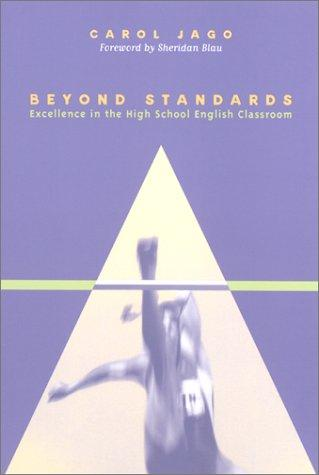 CAROL JAGO
Foreword by Sheridan Blau
BEYOND STANDARDS
Excellence in the High School English Classroom